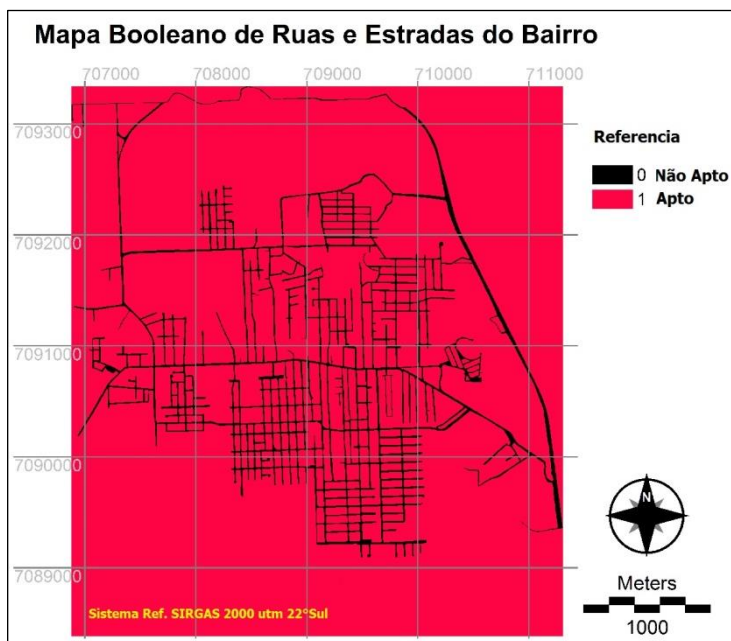 Mapa Booleano de Ruas e Estradas do Bairro
707000 708000 709000 710000 711000
7093000
7092000
7091000
7090000
7089000
Referencia
0 Não Apto
1 Apto
N
Meters
1000
Sistema Ref. SIRGAS 2000 utm 22°Sul